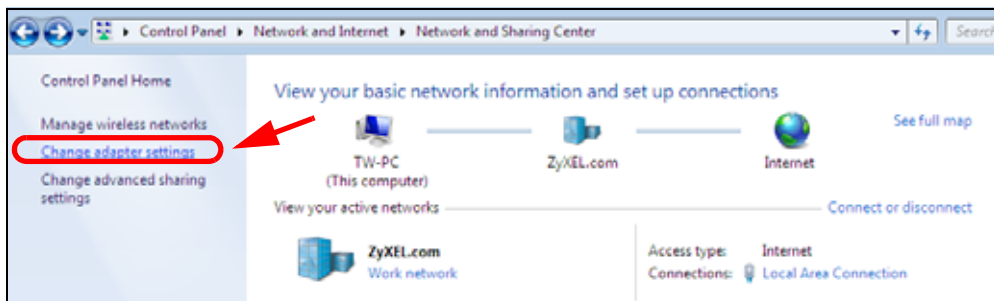 Control Panel Network and Internet Network and Sharing Center
Search
Control Panel Home
Manage wireless networks
Change adapter settings
Change advanced sharing
settings
View your basic network information and set up connections
See full map
TW-PC
(This computer)
ZyXEL.com
Internet
View your active networks
Connect or disconnect
ZyXEL.com
Work network
Access type: Internet
Connections: Local Area Connection